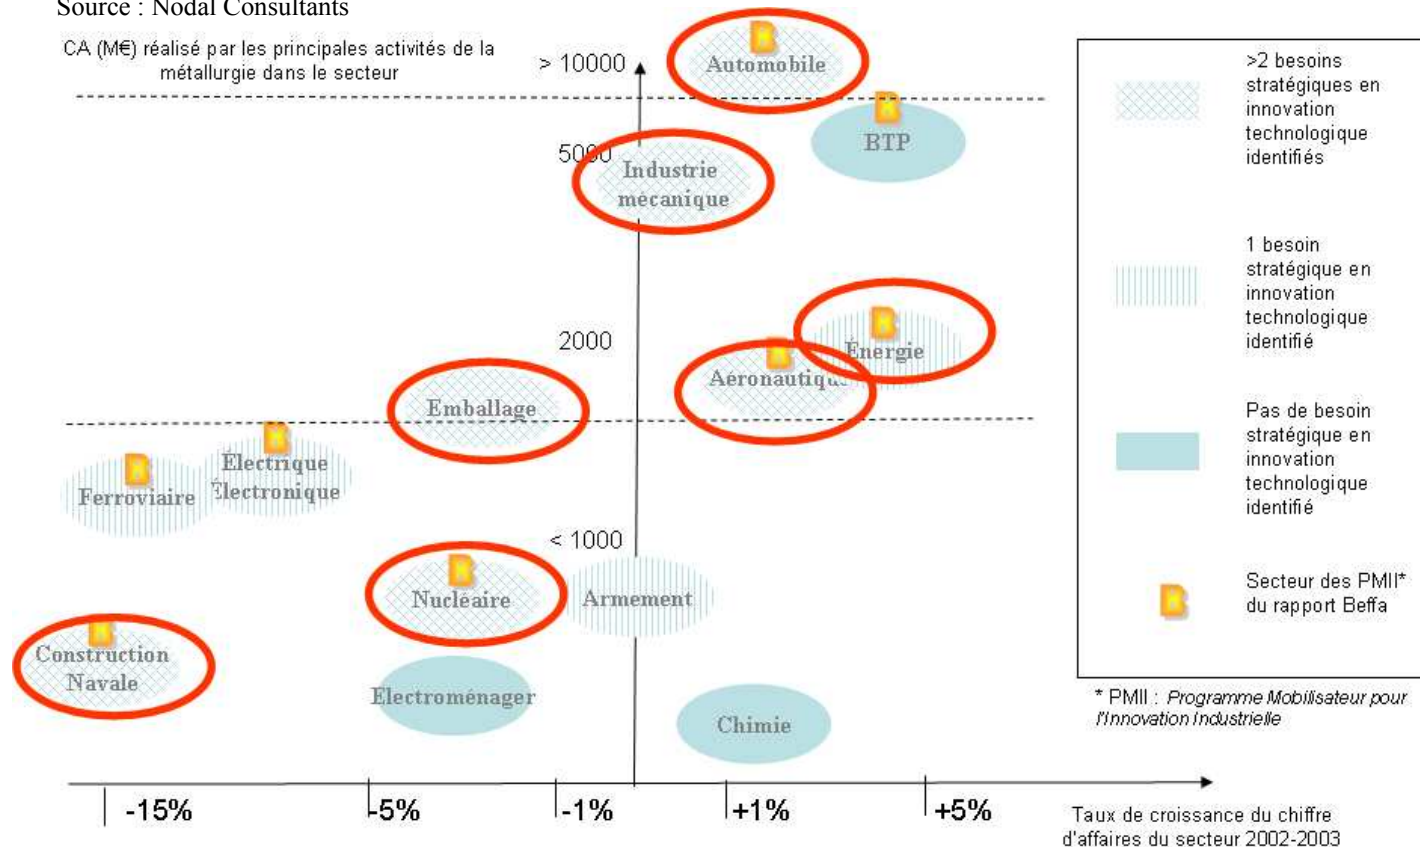 Source : Nodal Consultants
CA (M€) réalisé par les principales activités de la
métallurgie dans le secteur
> 10000
Automobile
BTP
5000
Industrie
mécanique
2000
Énergie
Aéronautique
Emballage
Électrique
Électronique
Ferroviaire
< 1000
Nucléaire
Armement
Construction
Navale
Electroménager
Chimie
-15%
-5%
-1%
+1%
+5%
Taux de croissance du chiffre
d'affaires du secteur 2002-2003
>2 besoins
stratégiques en
innovation
technologique
identifiés
1 besoin
stratégique en
innovation
technologique
identifié
Pas de besoin
stratégique en
innovation
technologique
identifié
Secteur des PMII*
du rapport Beffa
* PMII : Programme Mobilisateur pour
l'Innovation Industrielle